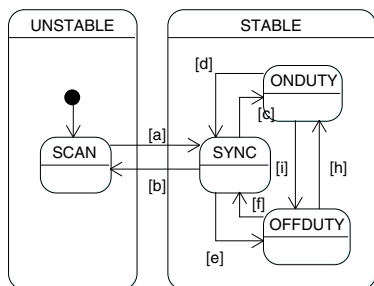 UNSTABLE
STABLE
[d]
ONDUTY
[c]
[a]
SCAN
SYNC
[i]
[h]
[b]
[f]
OFFDUTY
[e]